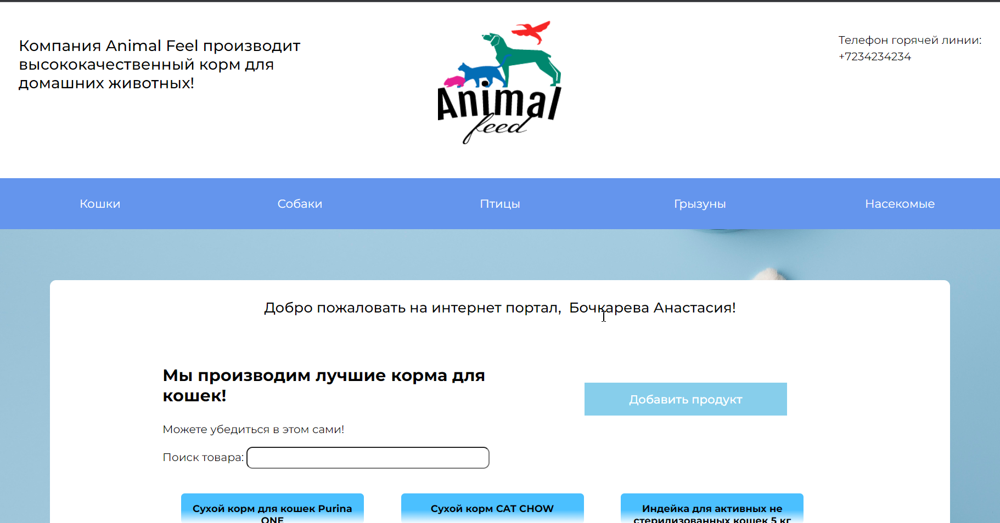 Компания Animal Feel производит
высококачественный корм для
домашних животных!
Animal
feed
Телефон горячей линии:
+7234234234
Кошки
Собаки
Птицы
Грызуны
Насекомые
Добро пожаловать на интернет портал, Бочкарева Анастасия!
Мы производим лучшие корма для
кошек!
Добавить продукт
Можете убедиться в этом сами!
Поиск товара:
Сухой корм для кошек Purina
ONE
Сухой корм CAT CHOW
Индейка для активных не
стерилизованных кошек 5 кг